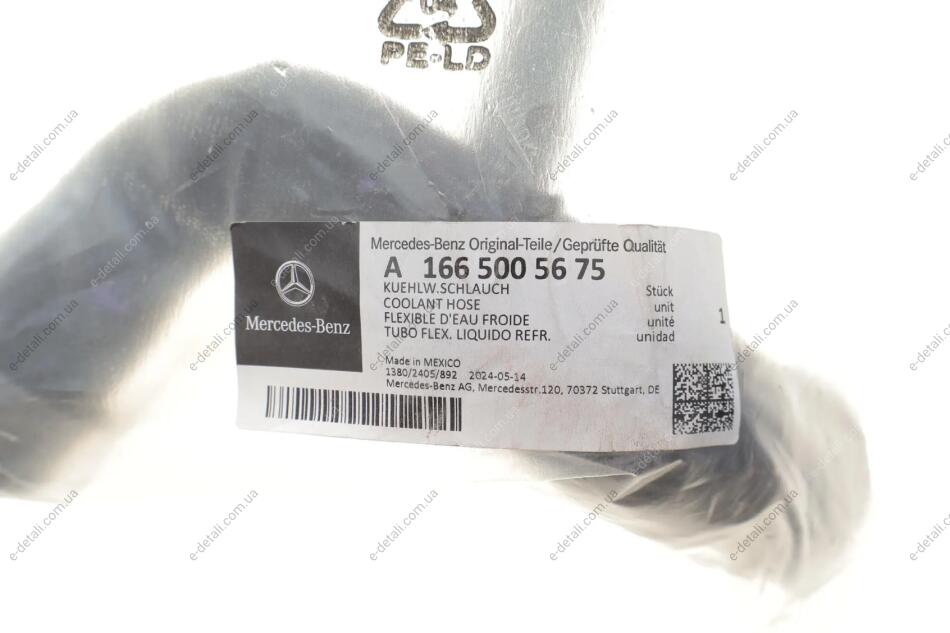 PE-LD
Mercedes-Benz Original-Teile/Geprüfte Qualität
A 166 500 56 75
KUEHLW.SCHLAUCH
COOLANT HOSE
FLEXIBLE D'EAU FROIDE
TUBO FLEX. LIQUIDO REFR.
Stück
unit
unité
unidad
1
Mercedes-Benz
Made in MEXICO
1380/2405/892 2024-05-14
Mercedes-Benz AG, Mercedesstr.120, 70372 Stuttgart, DE
e-detali.com.ua